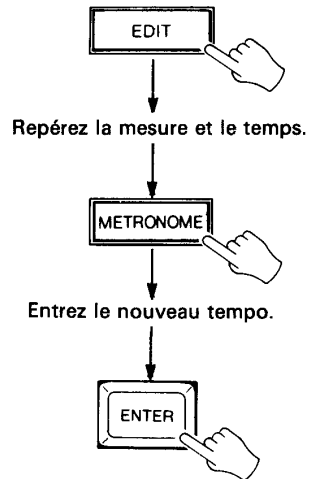 EDIT
Repérez la mesure et le temps.
METRONOME
Entrez le nouveau tempo.
ENTER